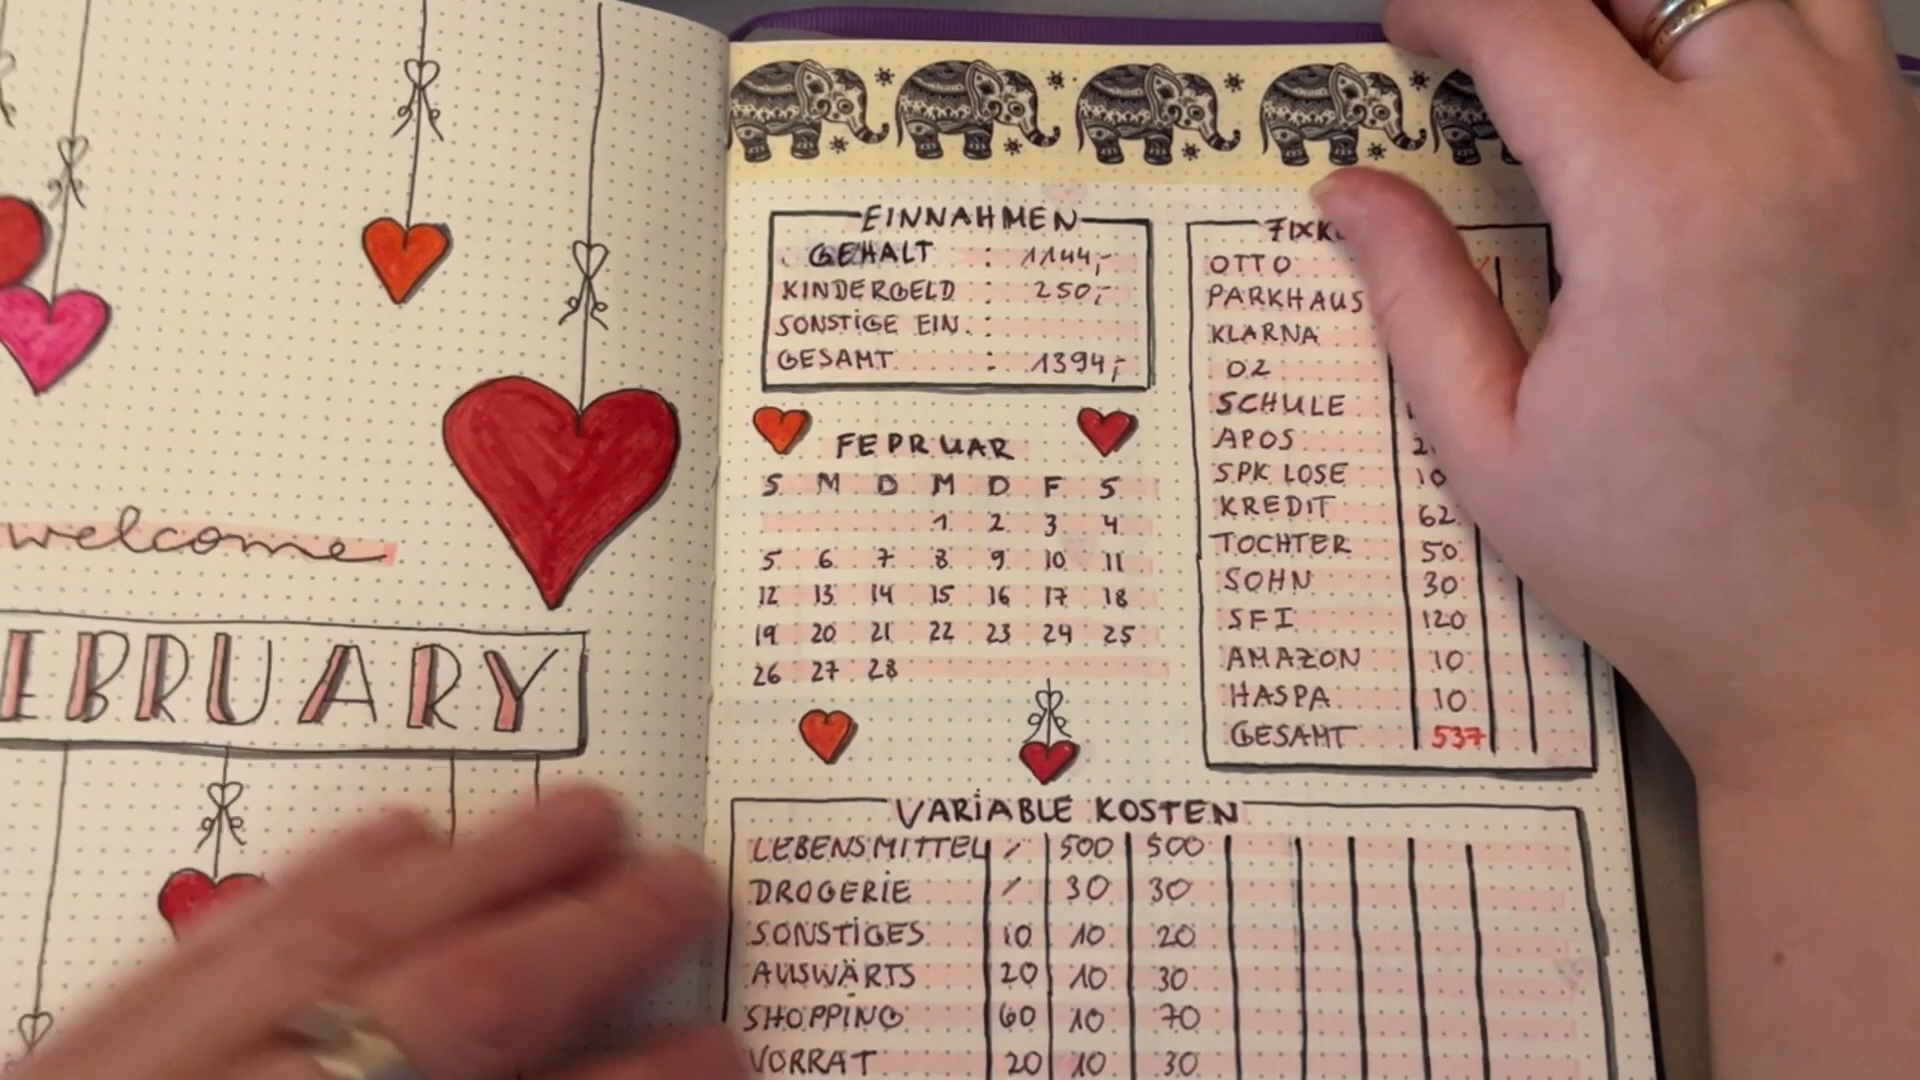 welcome
EBRUARY
EINNAHMEN
GEHALT : 1144,-
KINDERGELD : 250,-
SONSTIGE EIN. :
GESAMT : 1394,-
FEPRUAR
S M D M D F S
1 2 3 4
5 6 7 8 9 10 11
12 13 14 15 16 17 18
19 20 21 22 23 24 25
26 27 28
OTTO
PARKHAUS
KLARNA
O2
SCHULE
APOS
SPK LOSE 10
KREDIT 62
TOCHTER 50
SOHN 30
SFI 120
AMAZON 10
HASPA 10
GESAMT 537
VARIABLE KOSTEN
LEBENSMITTEL / 500 500
DROGERIE / 30 30
SONSTIGES 10 10 20
AUSWÄRTS 20 10 30
SHOPPING 60 10 70
VORRAT 20 10 30